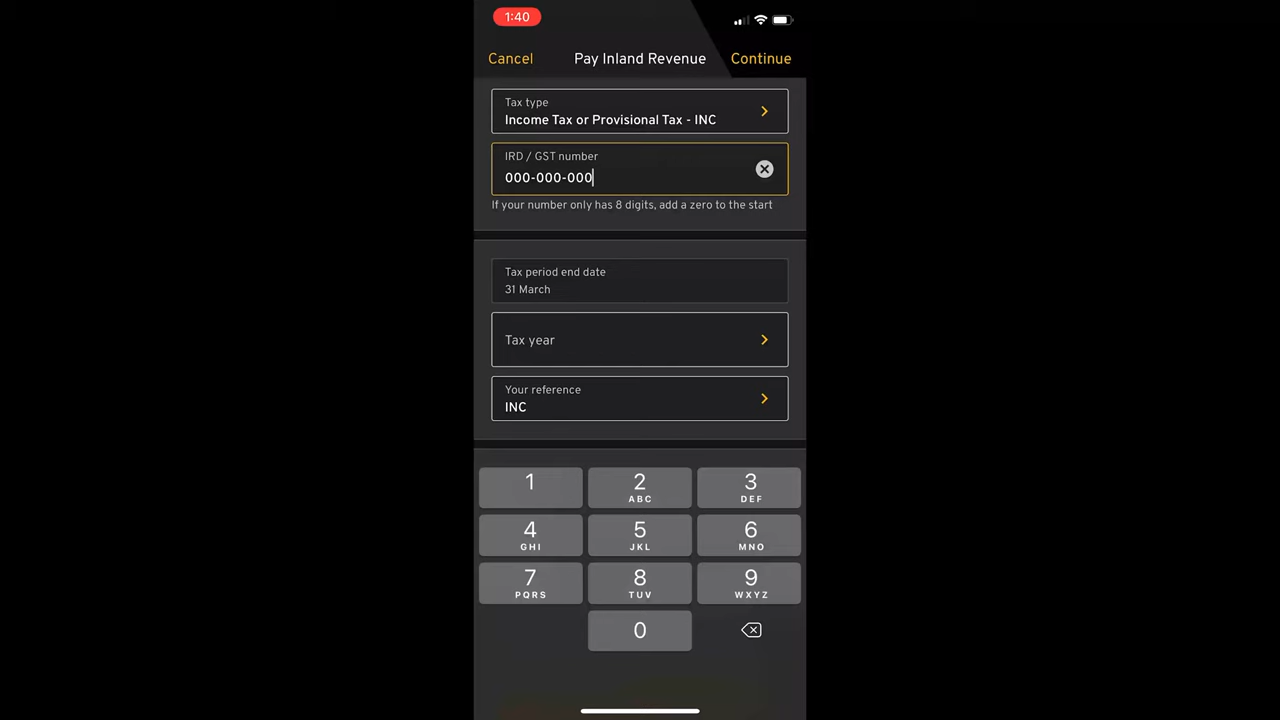 1:40
Cancel Pay Inland Revenue Continue
Tax type
Income Tax or Provisional Tax - INC
IRD / GST number
000-000-000
If your number only has 8 digits, add a zero to the start
Tax period end date
31 March
Tax year
Your reference
INC
1 2 3
ABC DEF
4 5 6
GHI JKL MNO
7 8 9
PQRS TUV WXYZ
0